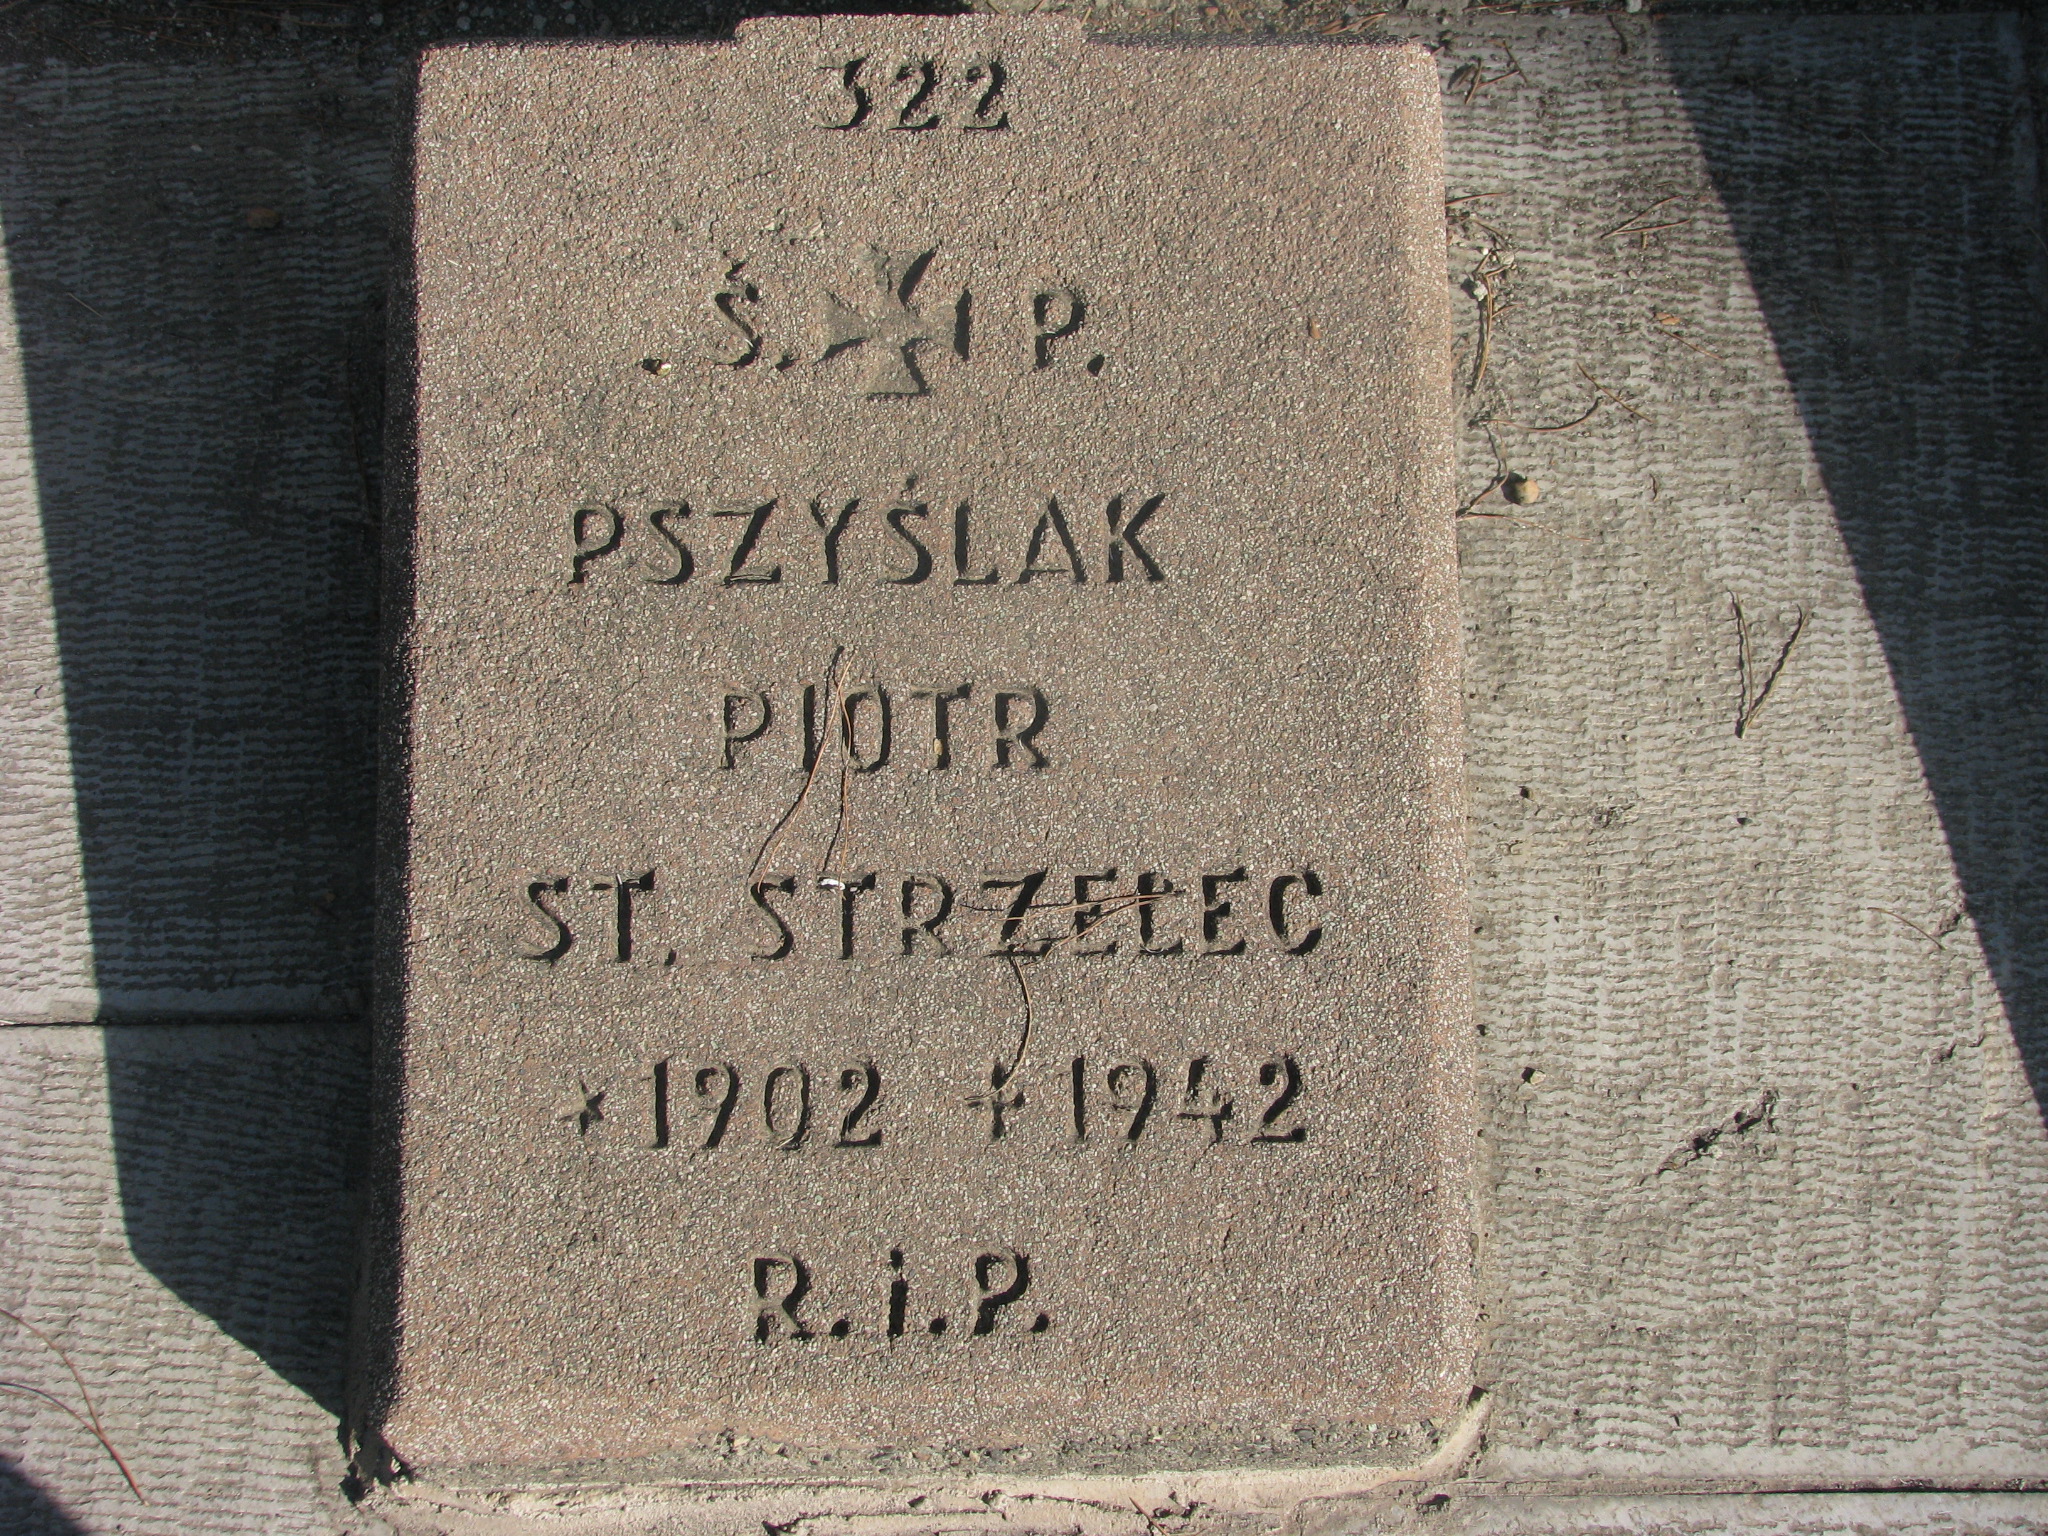 322
Ś. I P.
PSZYŚLAK
PIOTR
ST. STRZELEC
1902 1942
R.i.P.